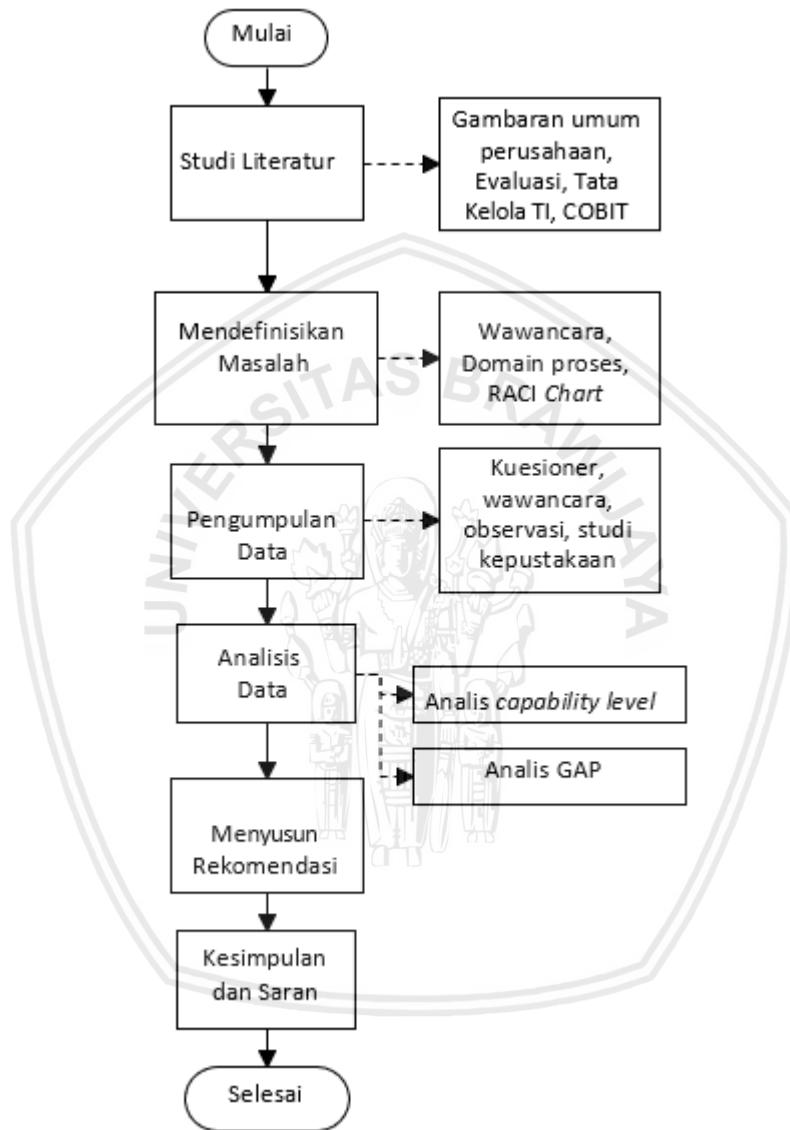 Mulai
Studi Literatur
Gambaran umum
perusahaan,
Evaluasi, Tata
Kelola TI, COBIT
Mendefinisikan
Masalah
Wawancara,
Domain proses,
RACI Chart
Pengumpulan
Data
Kuesioner,
wawancara,
observasi, studi
kepustakaan
Analisis
Data
Analis capability level
Analis GAP
Menyusun
Rekomendasi
Kesimpulan
dan Saran
Selesai
UNIVERSITAS BRAWIJAYA